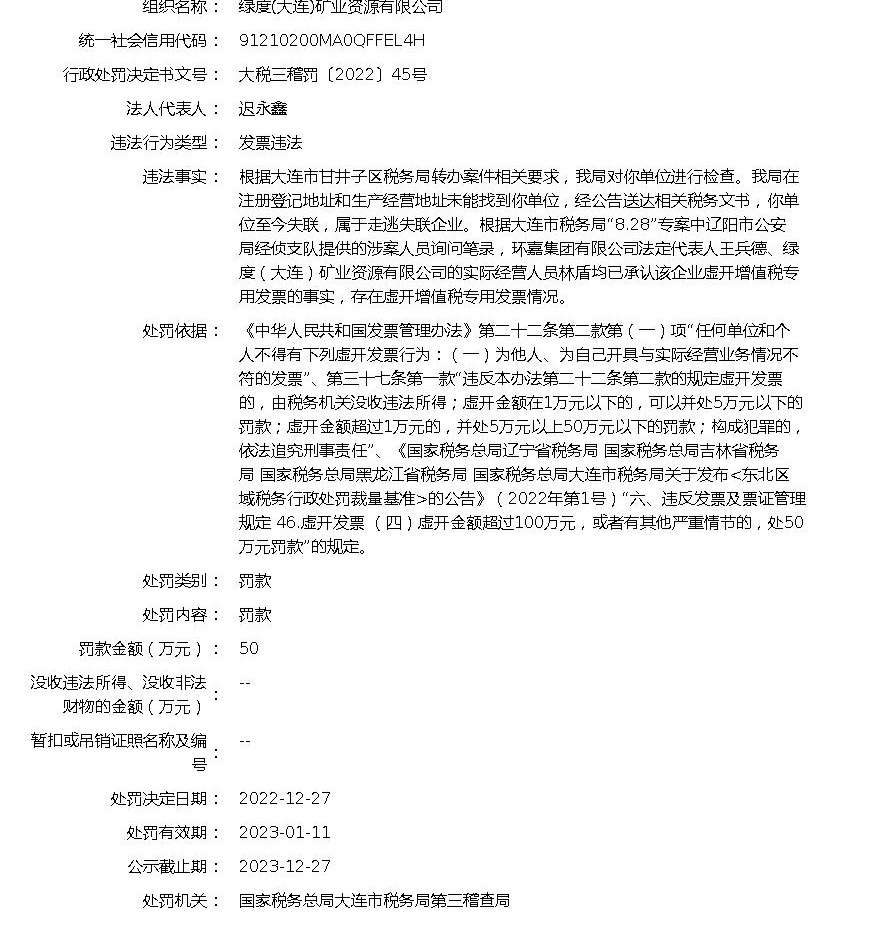 组织名称： 绿度(大连)矿业资源有限公司
统一社会信用代码： 91210200MA0QFFEL4H
行政处罚决定书文号： 大税三稽罚〔2022〕45号
法人代表人： 迟永鑫
违法行为类型： 发票违法
违法事实： 根据大连市甘井子区税务局转办案件相关要求，我局对你单位进行检查。我局在
注册登记地址和生产经营地址未能找到你单位，经公告送达相关税务文书，你单
位至今失联，属于走逃失联企业。根据大连市税务局“8.28”专案中辽阳市公安
局经侦支队提供的涉案人员询问笔录，环嘉集团有限公司法定代表人王兵德、绿
度（大连）矿业资源有限公司的实际经营人员林盾均已承认该企业虚开增值税专
用发票的事实，存在虚开增值税专用发票情况。
处罚依据： 《中华人民共和国发票管理办法》第二十二条第二款第（一）项“任何单位和个
人不得有下列虚开发票行为：（一）为他人、为自己开具与实际经营业务情况不
符的发票”、第三十七条第一款“违反本办法第二十二条第二款的规定虚开发票
的，由税务机关没收违法所得；虚开金额在1万元以下的，可以并处5万元以下的
罚款；虚开金额超过1万元的，并处5万元以上50万元以下的罚款；构成犯罪的，
依法追究刑事责任”、《国家税务总局辽宁省税务局 国家税务总局吉林省税务
局 国家税务总局黑龙江省税务局 国家税务总局大连市税务局关于发布<东北区
域税务行政处罚裁量基准>的公告》（2022年第1号）“六、违反发票及票证管理
规定 46.虚开发票 （四）虚开金额超过100万元，或者有其他严重情节的，处50
万元罚款”的规定。
处罚类别： 罚款
处罚内容： 罚款
罚款金额（万元）： 50
没收违法所得、没收非法
财物的金额（万元）： --
暂扣或吊销证照名称及编
号： --
处罚决定日期： 2022-12-27
处罚有效期： 2023-01-11
公示截止期： 2023-12-27
处罚机关： 国家税务总局大连市税务局第三稽查局